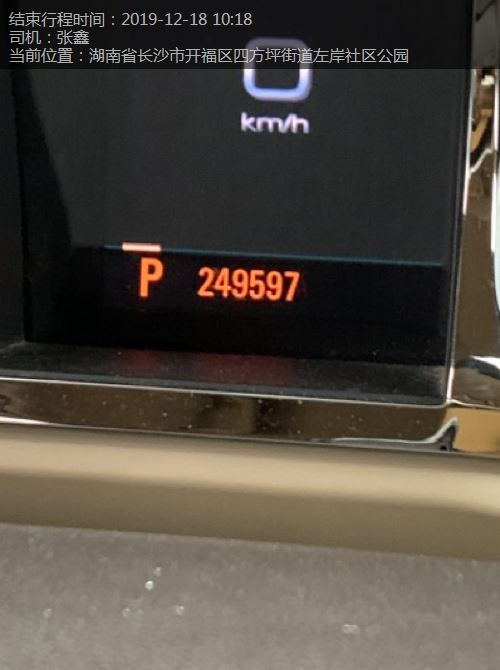 结束行程时间：2019-12-18 10:18
司机：张鑫
当前位置：湖南省长沙市开福区四方坪街道左岸社区公园
0
km/h
P 249597